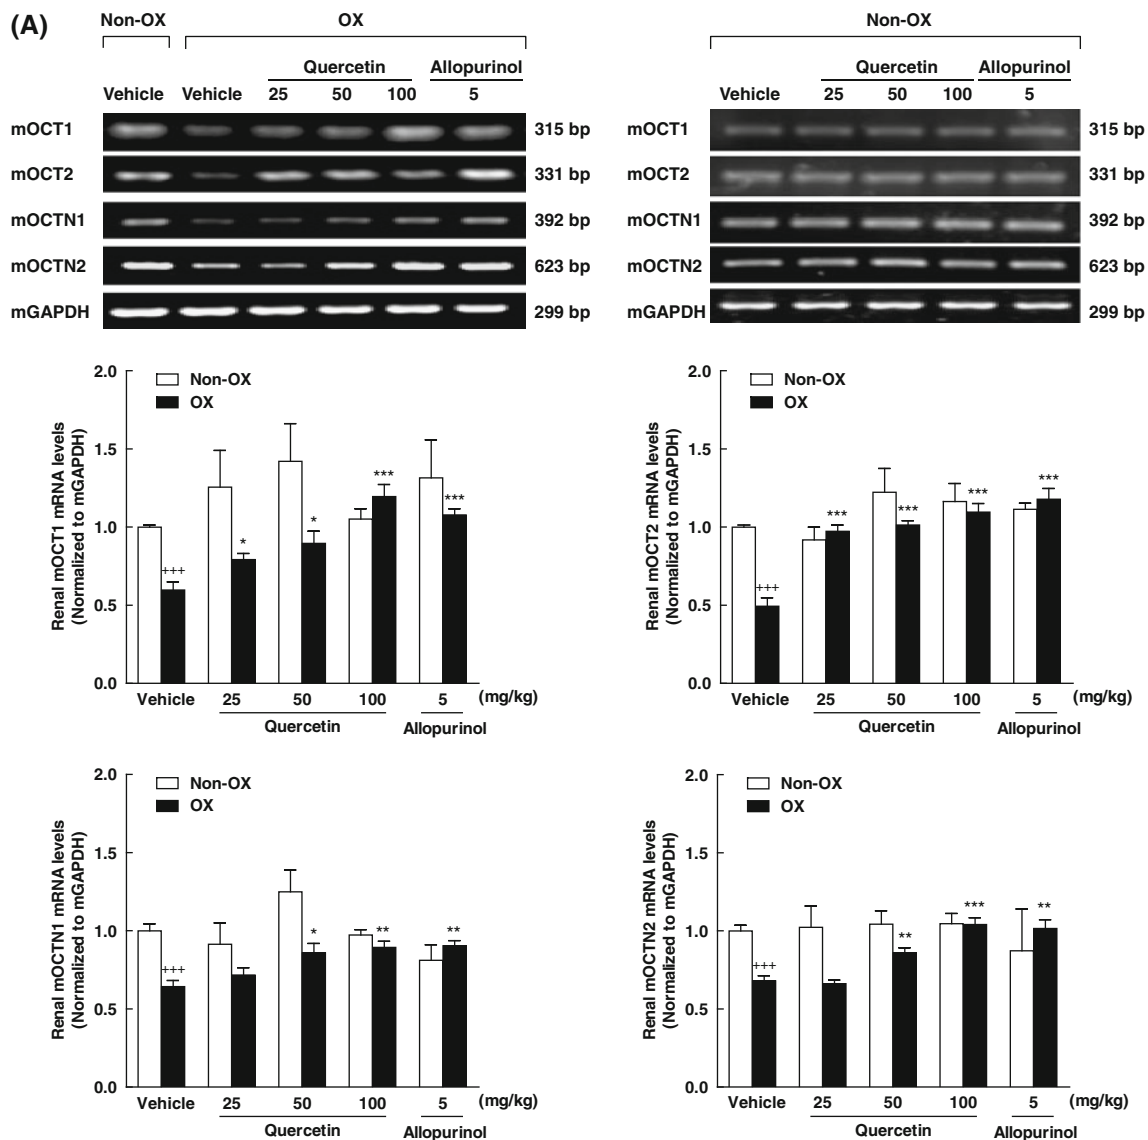 (A)
Non-OX OX
Quercetin Allopurinol
Vehicle Vehicle 25 50 100 5
mOCT1 315 bp
mOCT2 331 bp
mOCTN1 392 bp
mOCTN2 623 bp
mGAPDH 299 bp
Non-OX
Quercetin Allopurinol
Vehicle 25 50 100 5
mOCT1 315 bp
mOCT2 331 bp
mOCTN1 392 bp
mOCTN2 623 bp
mGAPDH 299 bp
Renal mOCT1 mRNA levels
(Normalized to mGAPDH)
2.0
1.5
1.0
0.5
0.0
Non-OX
OX
+++ * * *** ***
Vehicle 25 50 100 5 (mg/kg)
Quercetin Allopurinol
Renal mOCT2 mRNA levels
(Normalized to mGAPDH)
2.0
1.5
1.0
0.5
0.0
Non-OX
OX
+++ *** *** *** ***
Vehicle 25 50 100 5 (mg/kg)
Quercetin Allopurinol
Renal mOCTN1 mRNA levels
(Normalized to mGAPDH)
2.0
1.5
1.0
0.5
0.0
Non-OX
OX
+++ * ** **
Vehicle 25 50 100 5 (mg/kg)
Quercetin Allopurinol
Renal mOCTN2 mRNA levels
(Normalized to mGAPDH)
2.0
1.5
1.0
0.5
0.0
Non-OX
OX
+++ ** *** **
Vehicle 25 50 100 5 (mg/kg)
Quercetin Allopurinol